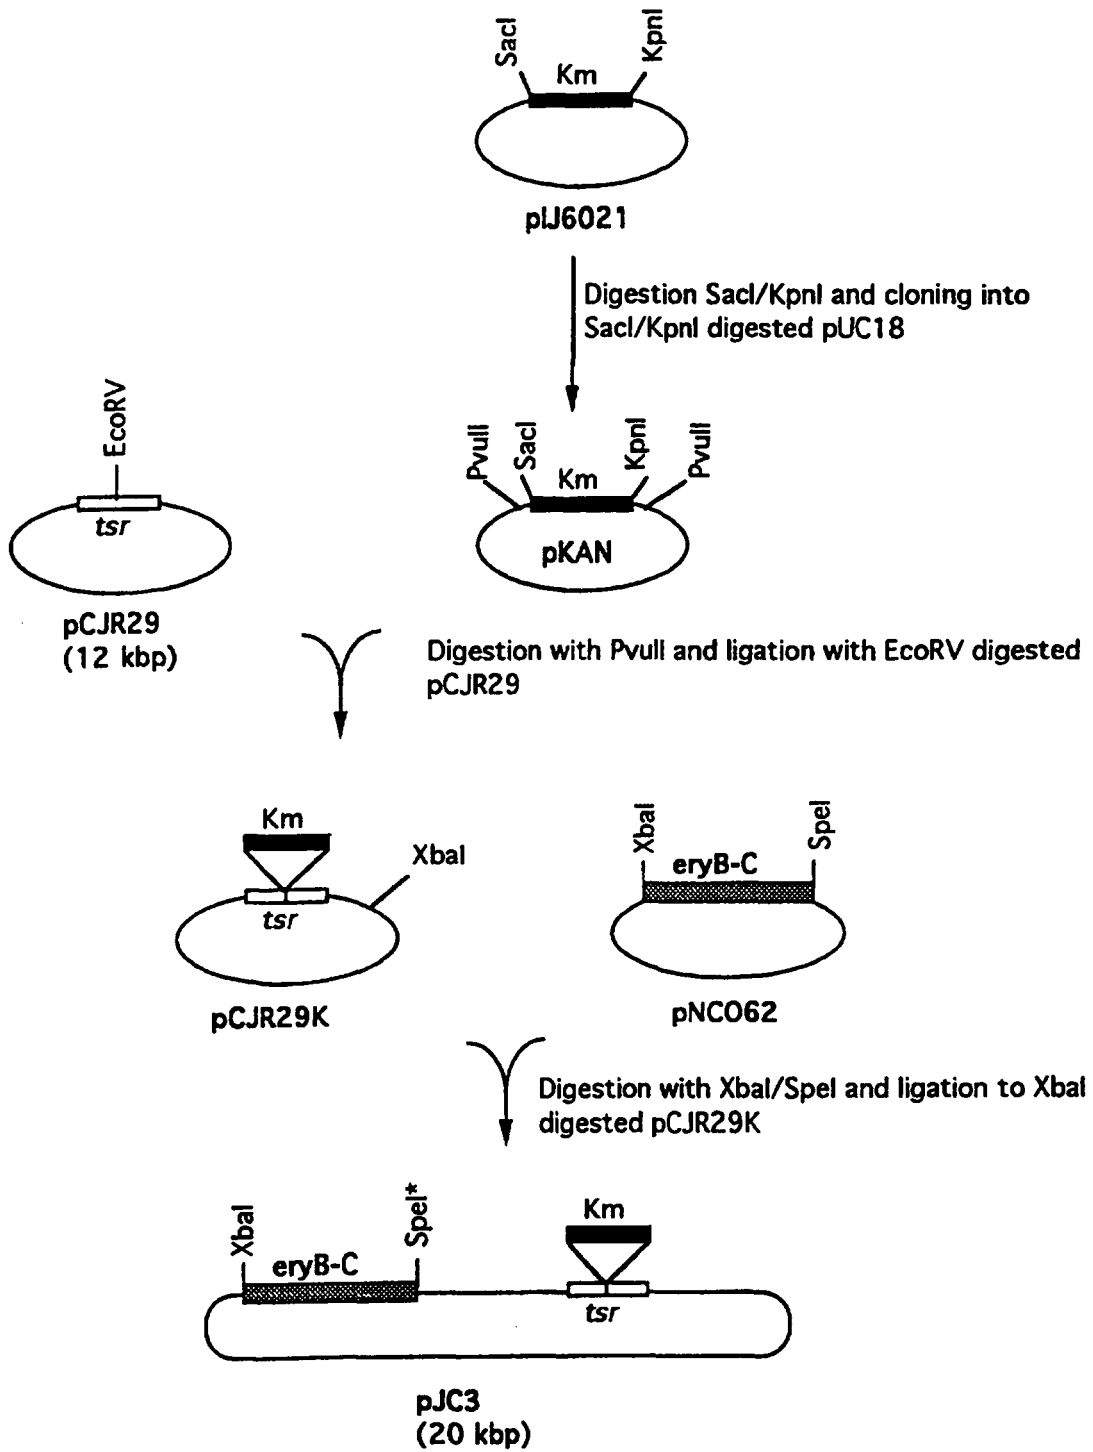 SacI
KpnI
Km
pIJ6021
Digestion SacI/KpnI and cloning into
SacI/KpnI digested pUC18
EcoRV
tsr
pCJR29
(12 kbp)
PvuII
SacI
KpnI
PvuII
Km
pKAN
Digestion with PvuII and ligation with EcoRV digested
pCJR29
Km
XbaI
tsr
pCJR29K
XbaI
SpeI
eryB-C
pNCO62
Digestion with XbaI/SpeI and ligation to XbaI
digested pCJR29K
XbaI
SpeI*
eryB-C
Km
tsr
pJC3
(20 kbp)